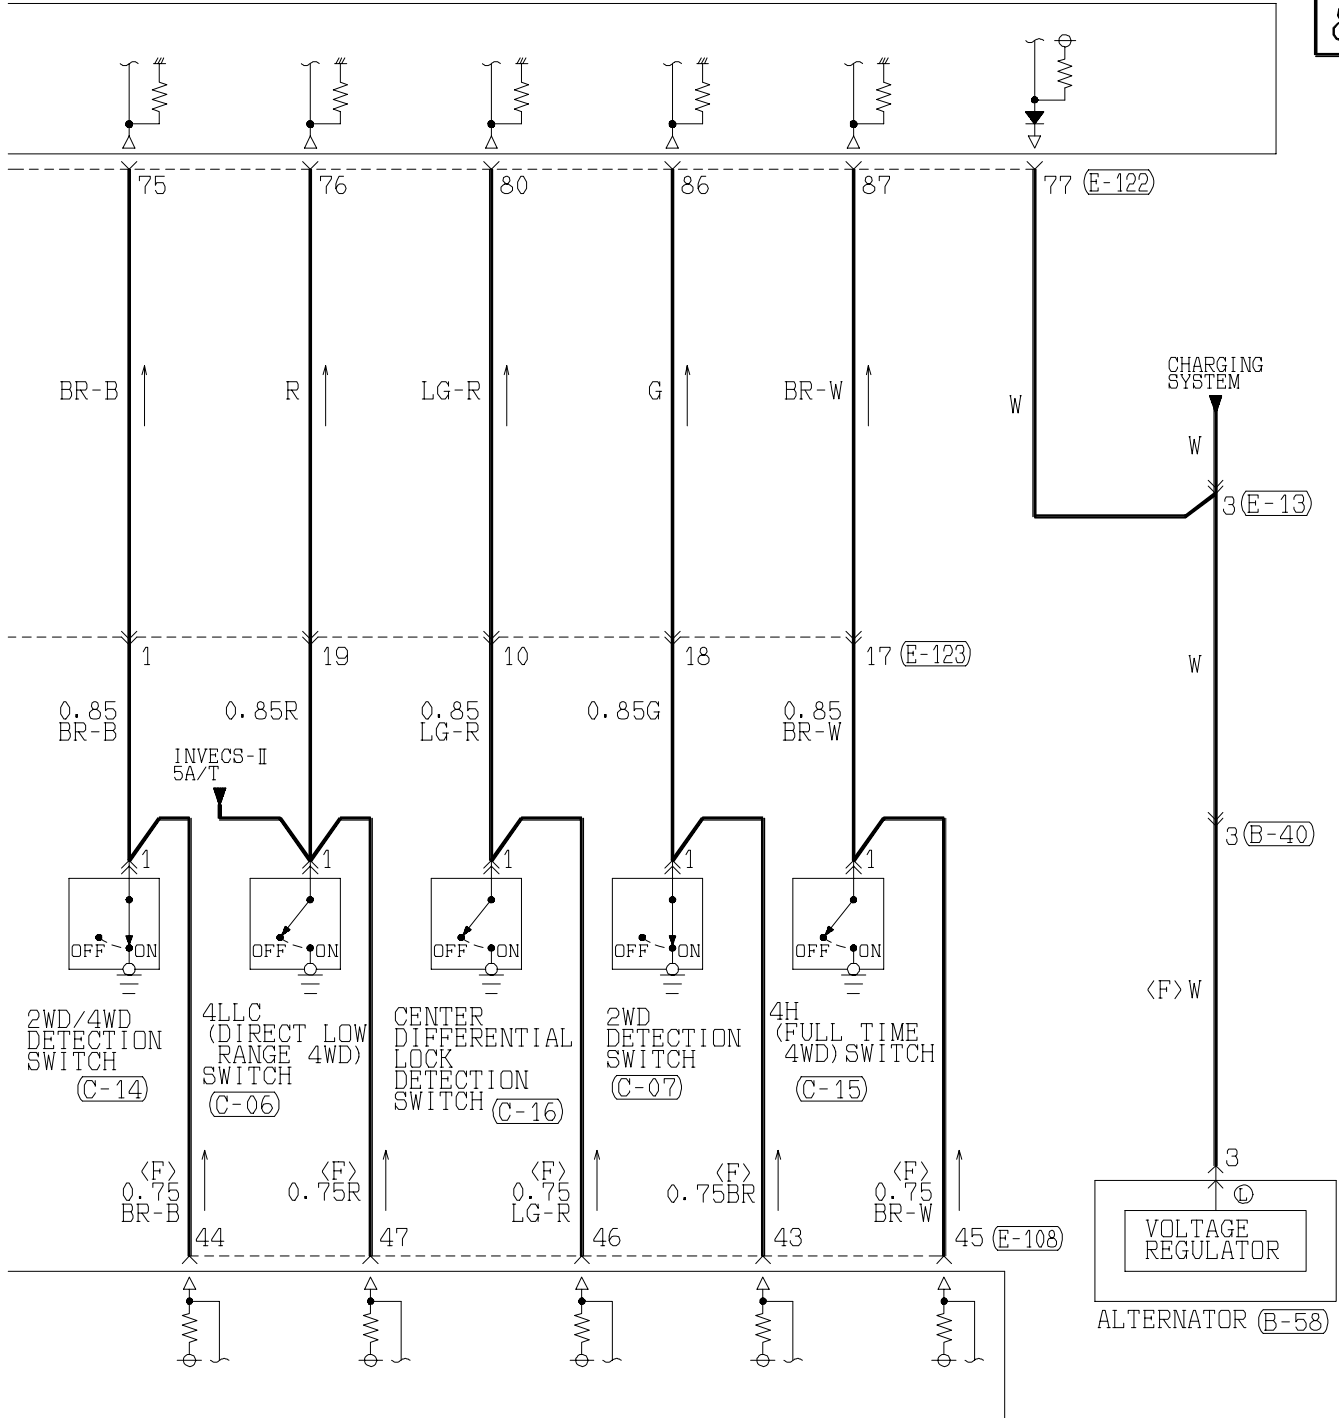 75 76 80 86 87 77 (E-122)
BR-B R LG-R G BR-W W
CHARGING
SYSTEM
W
3 (E-13)
1 19 10 18 17 (E-123)
W
0.85
BR-B
0.85R
0.85
LG-R
0.85G
0.85
BR-W
INVECS-Ⅱ
5A/T
3 (B-40)
1 1 1 1 1
OFF ON OFF ON OFF ON OFF ON OFF ON
<F>W
2WD/4WD
DETECTION
SWITCH
(C-14)
4LLC
(DIRECT LOW
RANGE 4WD)
SWITCH
(C-06)
CENTER
DIFFERENTIAL
LOCK
DETECTION
SWITCH (C-16)
2WD
DETECTION
SWITCH
(C-07)
4H
(FULL TIME
4WD) SWITCH
(C-15)
<F>
0.75
BR-B
<F>
0.75R
<F>
0.75
LG-R
<F>
0.75BR
<F>
0.75
BR-W
44 47 46 43 45 (E-108)
3
Ⓛ
VOLTAGE
REGULATOR
ALTERNATOR (B-58)